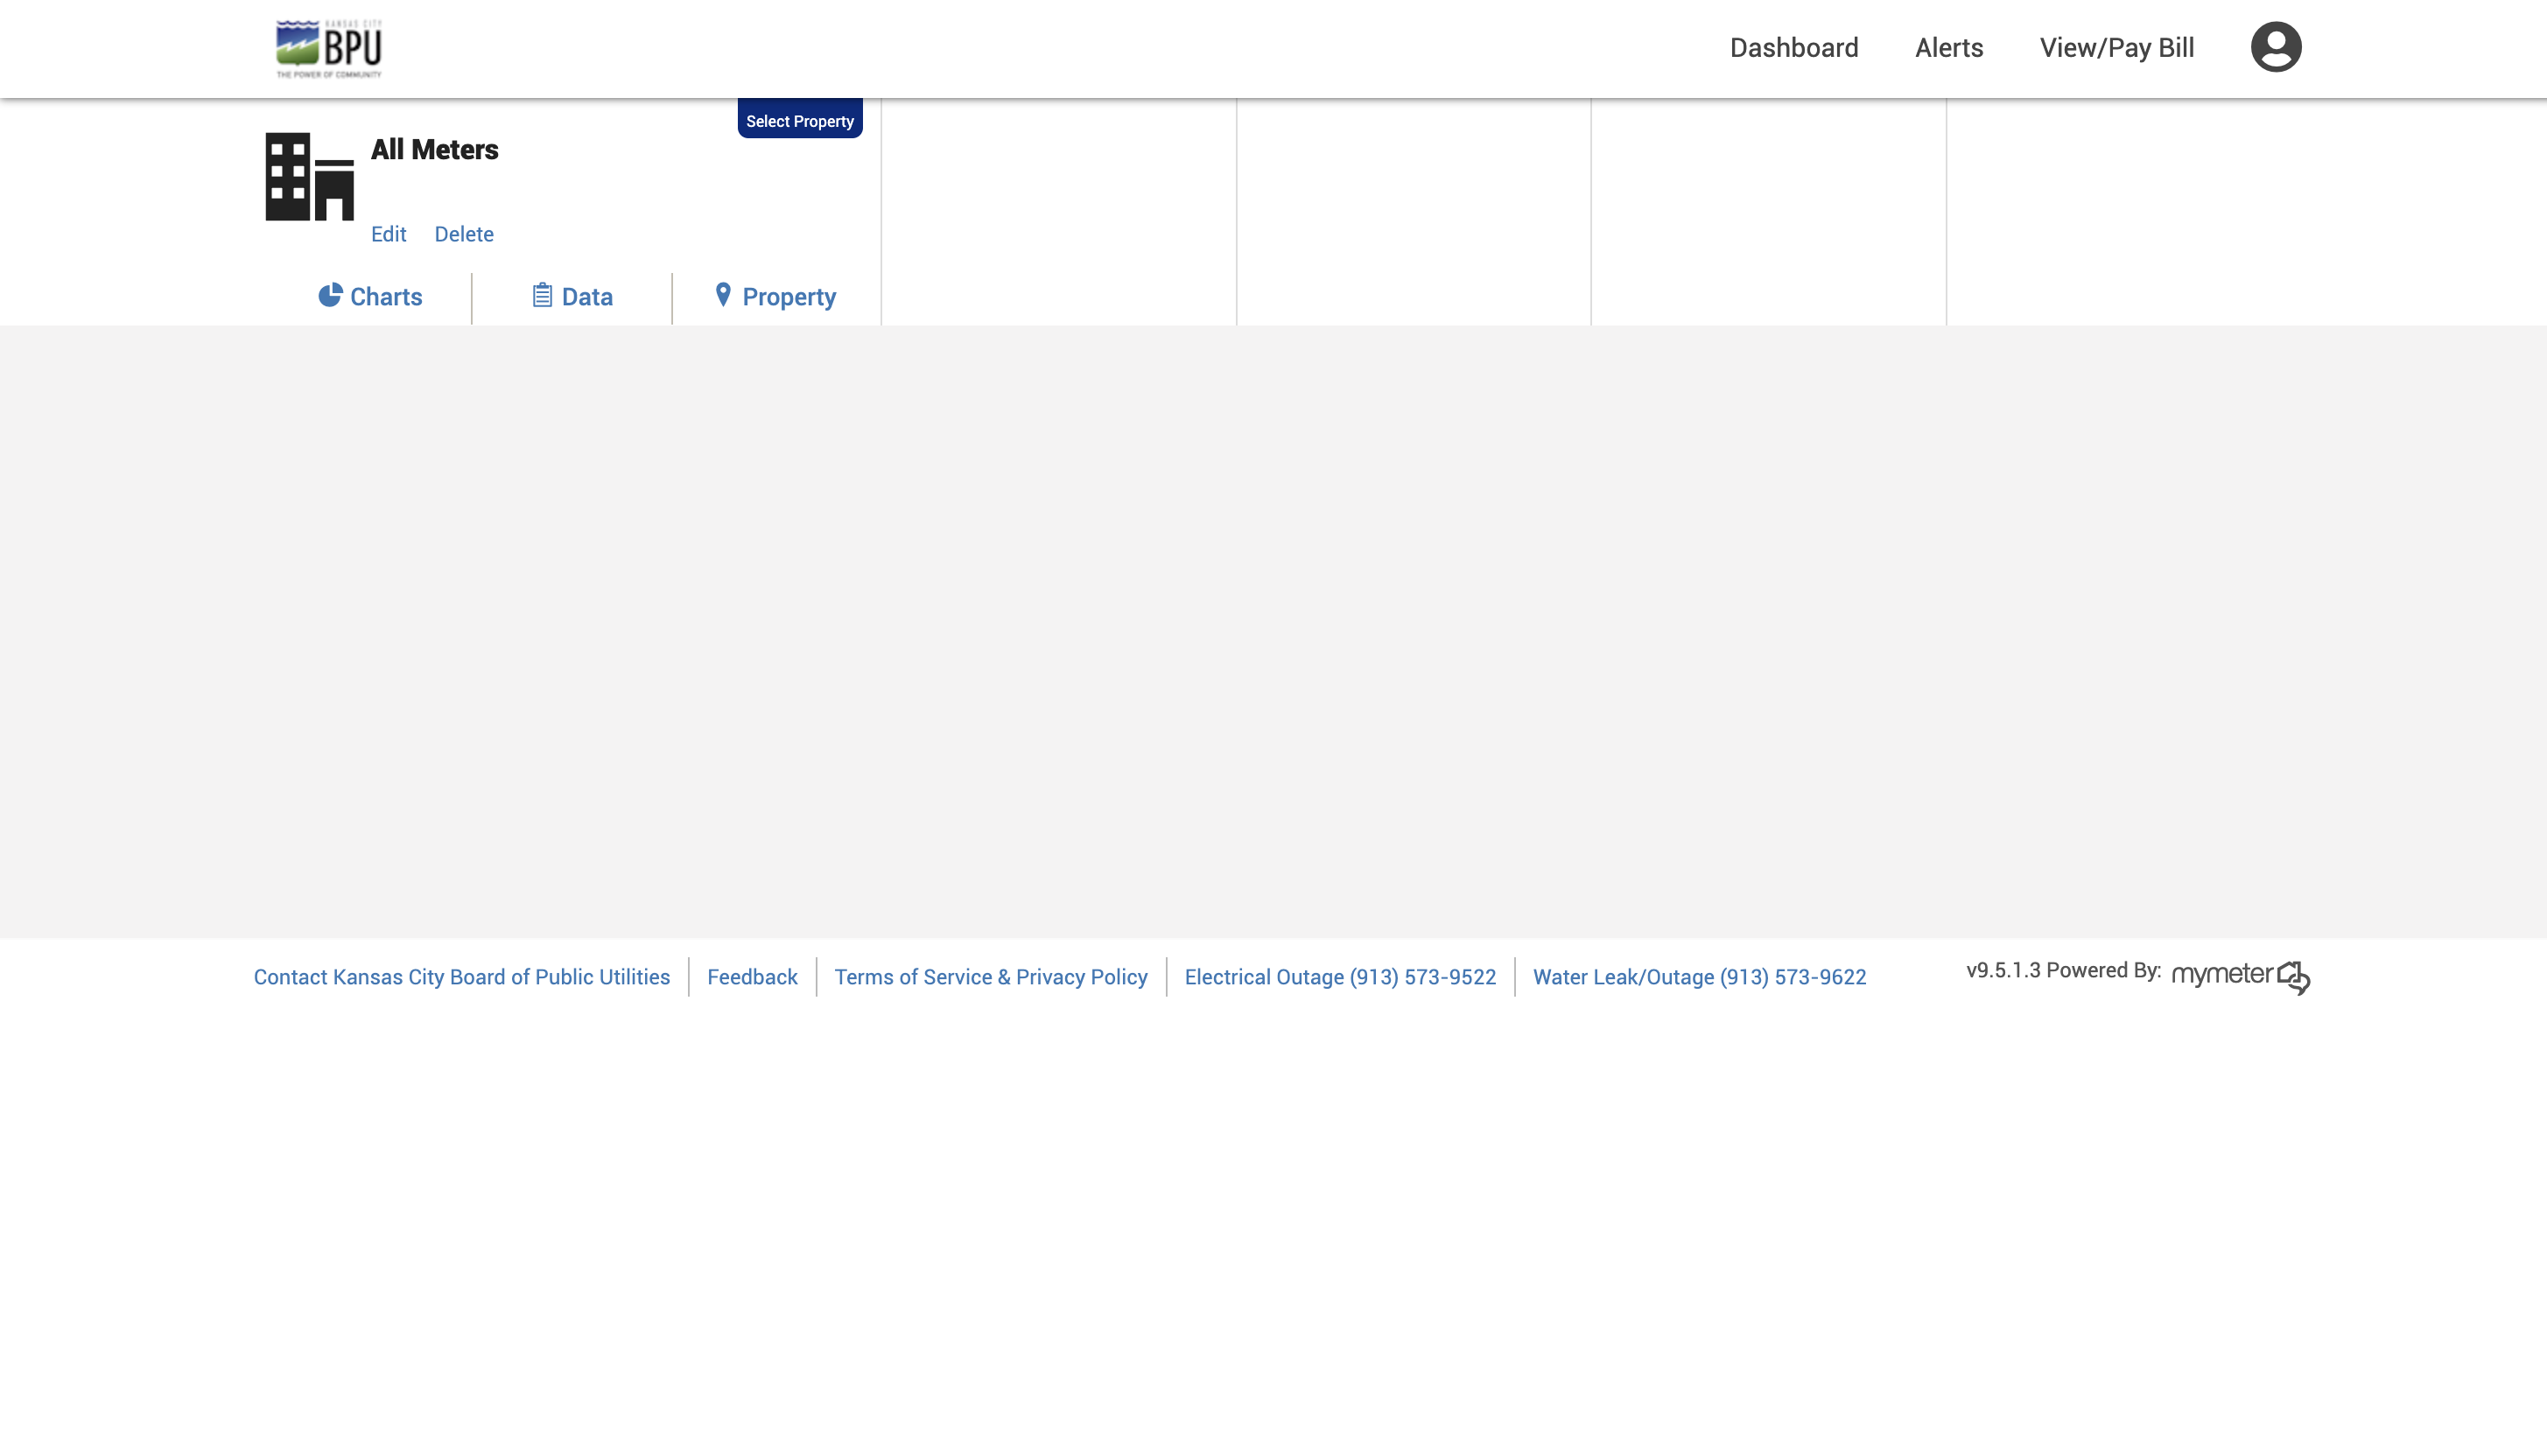 KANSAS CITY
BPU
THE POWER OF COMMUNITY
Dashboard
Alerts
View/Pay Bill
Select Property
All Meters
Edit
Delete
Charts
Data
Property
Contact Kansas City Board of Public Utilities
Feedback
Terms of Service & Privacy Policy
Electrical Outage (913) 573-9522
Water Leak/Outage (913) 573-9622
v9.5.1.3 Powered By:
mymeter